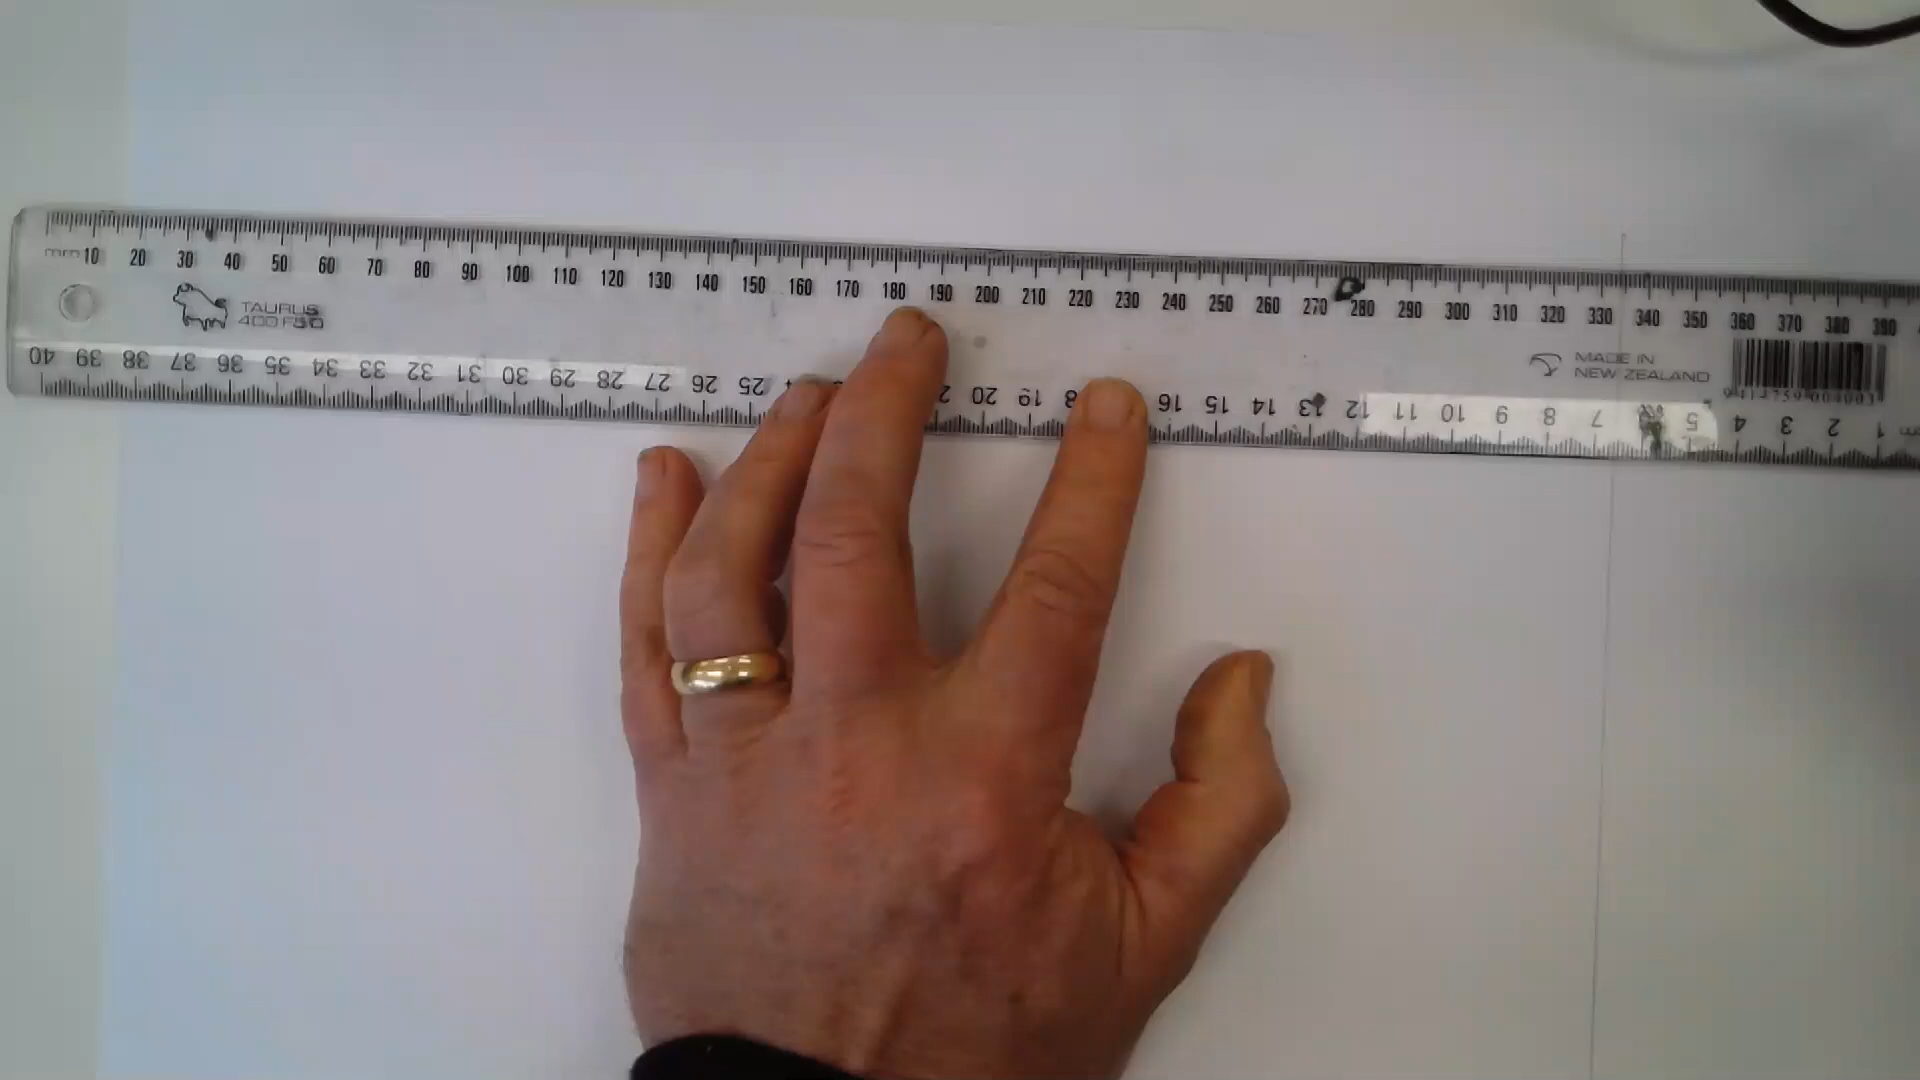 mm 10 20 30 40 50 60 70 80 90 100 110 120 130 140 150 160 170 180 190 200 210 220 230 240 250 260 270 280 290 300 310 320 330 340 350 360 370 380 390
TAURUS
400
MADE IN
NEW ZEALAND
40 39 38 37 36 35 34 33 32 31 30 29 28 27 26 25 20 19 16 15 14 13 12 11 10 9 8 7 5 4 3 2 1